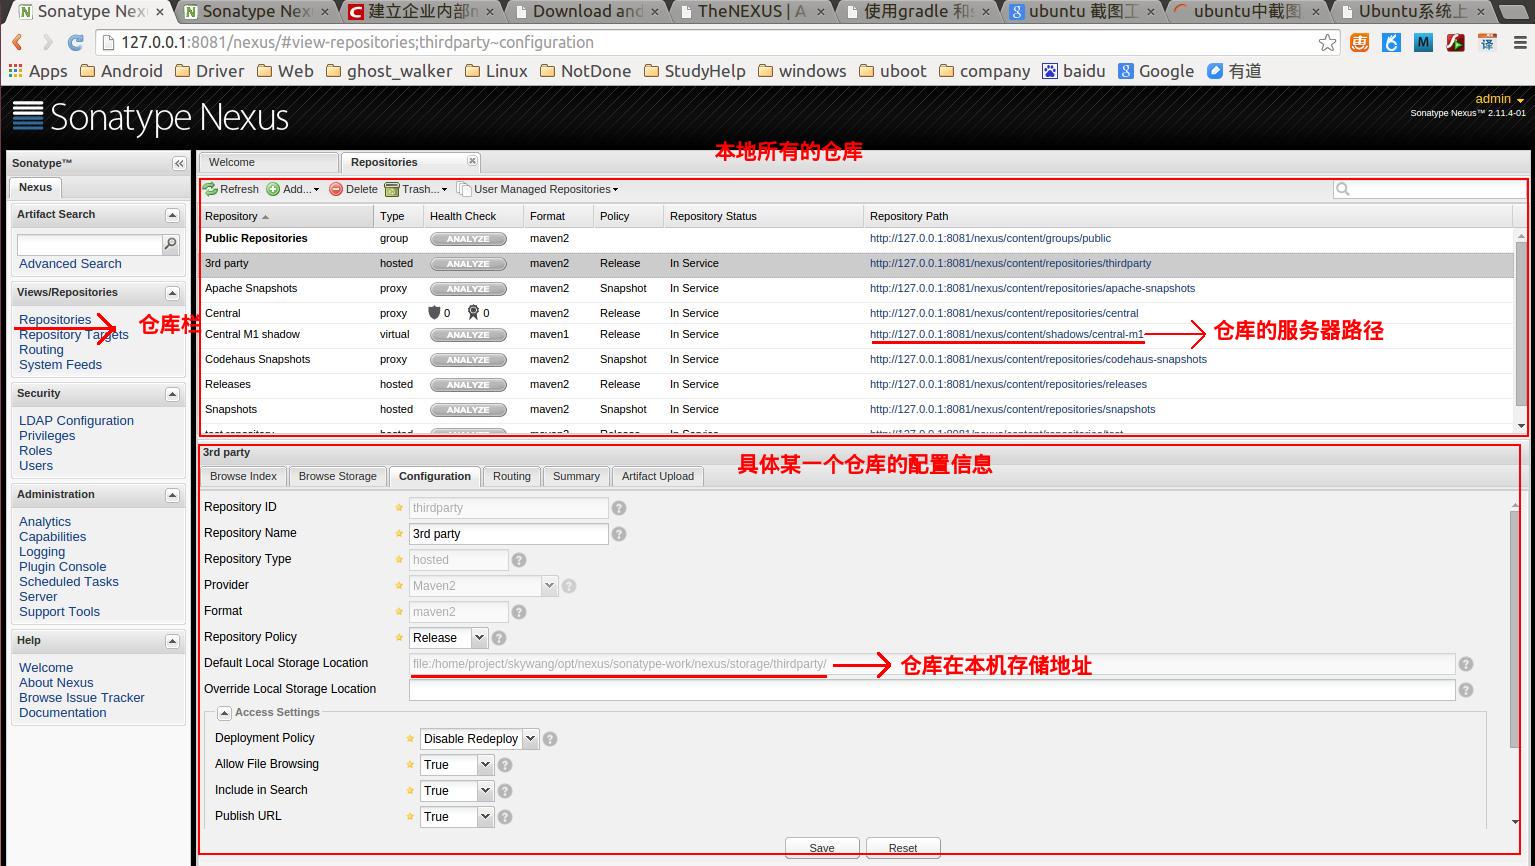 Sonatype Nex
Sonatype Nex
建立企业内部n
Download and
TheNEXUS | A
使用gradle 和s
ubuntu 截图工
ubuntu中截图
Ubuntu系统上
127.0.0.1:8081/nexus/#view-repositories;thirdparty~configuration
Apps Android Driver Web ghost_walker Linux NotDone StudyHelp windows uboot company baidu Google 有道
Sonatype Nexus
admin
Sonatype Nexus™ 2.11.4-01
Sonatype™
Nexus
Artifact Search
Advanced Search
Views/Repositories
Repositories
仓库栏
Repository Targets
Routing
System Feeds
Security
LDAP Configuration
Privileges
Roles
Users
Administration
Analytics
Capabilities
Logging
Plugin Console
Scheduled Tasks
Server
Support Tools
Help
Welcome
About Nexus
Browse Issue Tracker
Documentation
Welcome Repositories
本地所有的仓库
Refresh Add... Delete Trash... User Managed Repositories
Repository Type Health Check Format Policy Repository Status Repository Path
Public Repositories group ANALYZE maven2 http://127.0.0.1:8081/nexus/content/groups/public
3rd party hosted ANALYZE maven2 Release In Service http://127.0.0.1:8081/nexus/content/repositories/thirdparty
Apache Snapshots proxy ANALYZE maven2 Snapshot In Service http://127.0.0.1:8081/nexus/content/repositories/apache-snapshots
Central proxy 0 0 maven2 Release In Service http://127.0.0.1:8081/nexus/content/repositories/central
Central M1 shadow virtual ANALYZE maven1 Release In Service http://127.0.0.1:8081/nexus/content/shadows/central-m1
仓库的服务器路径
Codehaus Snapshots proxy ANALYZE maven2 Snapshot In Service http://127.0.0.1:8081/nexus/content/repositories/codehaus-snapshots
Releases hosted ANALYZE maven2 Release In Service http://127.0.0.1:8081/nexus/content/repositories/releases
Snapshots hosted ANALYZE maven2 Snapshot In Service http://127.0.0.1:8081/nexus/content/repositories/snapshots
3rd party
具体某一个仓库的配置信息
Browse Index Browse Storage Configuration Routing Summary Artifact Upload
Repository ID thirdparty
Repository Name 3rd party
Repository Type hosted
Provider Maven2
Format maven2
Repository Policy Release
Default Local Storage Location file:/home/project/skywang/opt/nexus/sonatype-work/nexus/storage/thirdparty/
仓库在本机存储地址
Override Local Storage Location
Access Settings
Deployment Policy Disable Redeploy
Allow File Browsing True
Include in Search True
Publish URL True
Save Reset